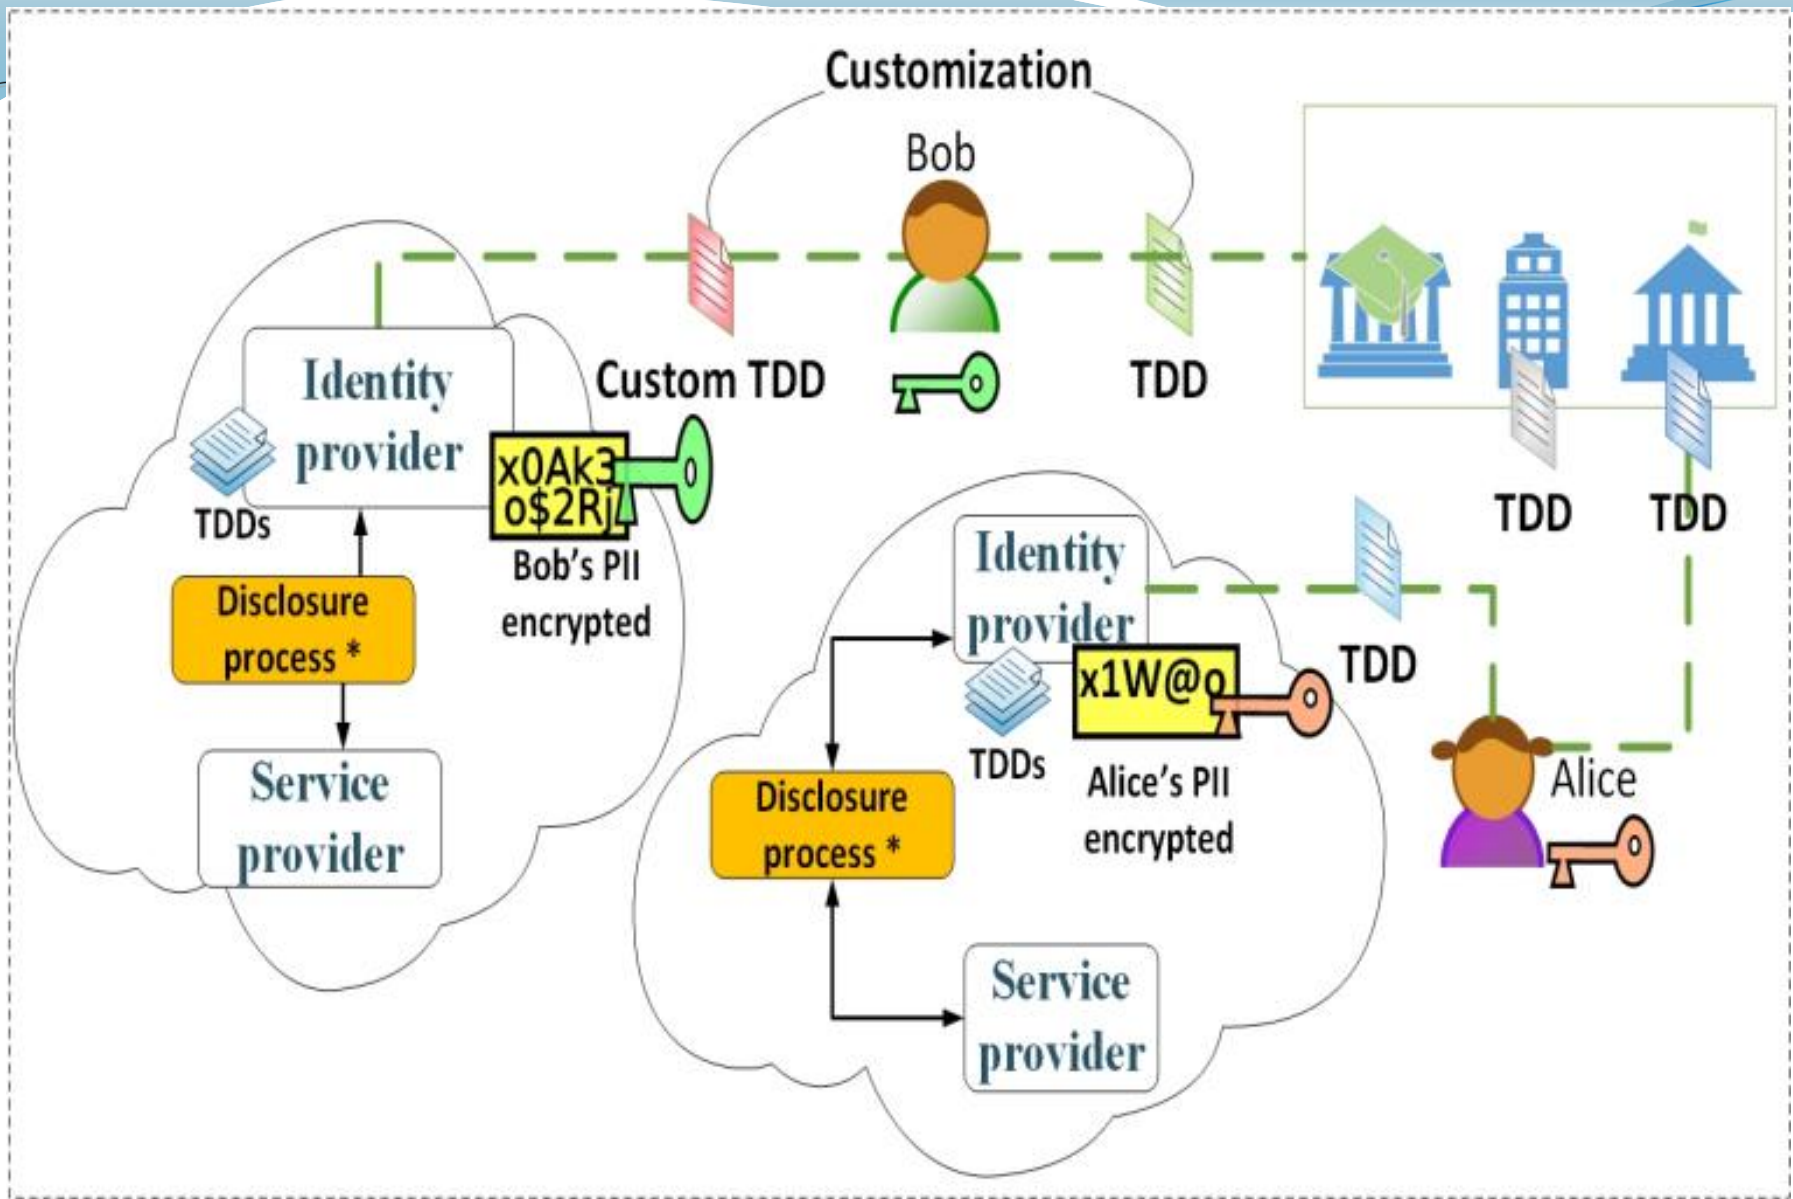 Customization
Bob
Custom TDD
TDD
Identity
provider
TDDs
x0Ak3
o$2Rj
Bob's PII
encrypted
Disclosure
process *
Service
provider
TDD
TDD
Identity
provider
TDDs
x1W@o
Alice's PII
encrypted
TDD
Alice
Disclosure
process *
Service
provider